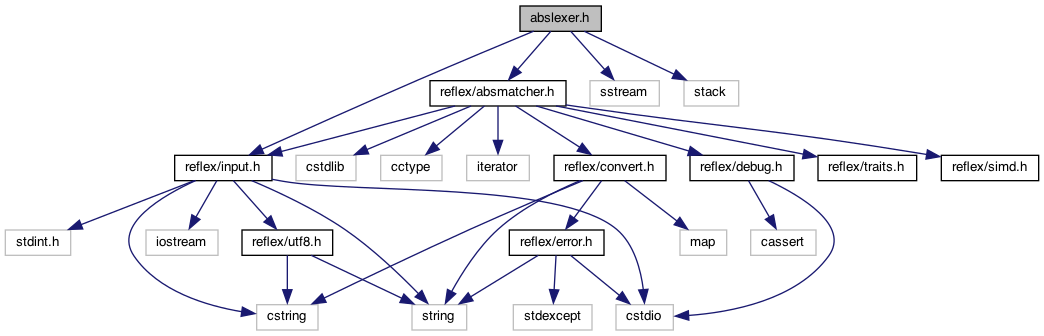 abslexer.h
reflex/absmatcher.h
sstream
stack
reflex/input.h
cstdlib
cctype
iterator
reflex/convert.h
reflex/debug.h
reflex/traits.h
reflex/simd.h
stdint.h
iostream
reflex/utf8.h
reflex/error.h
map
cassert
cstring
string
stdexcept
cstdio